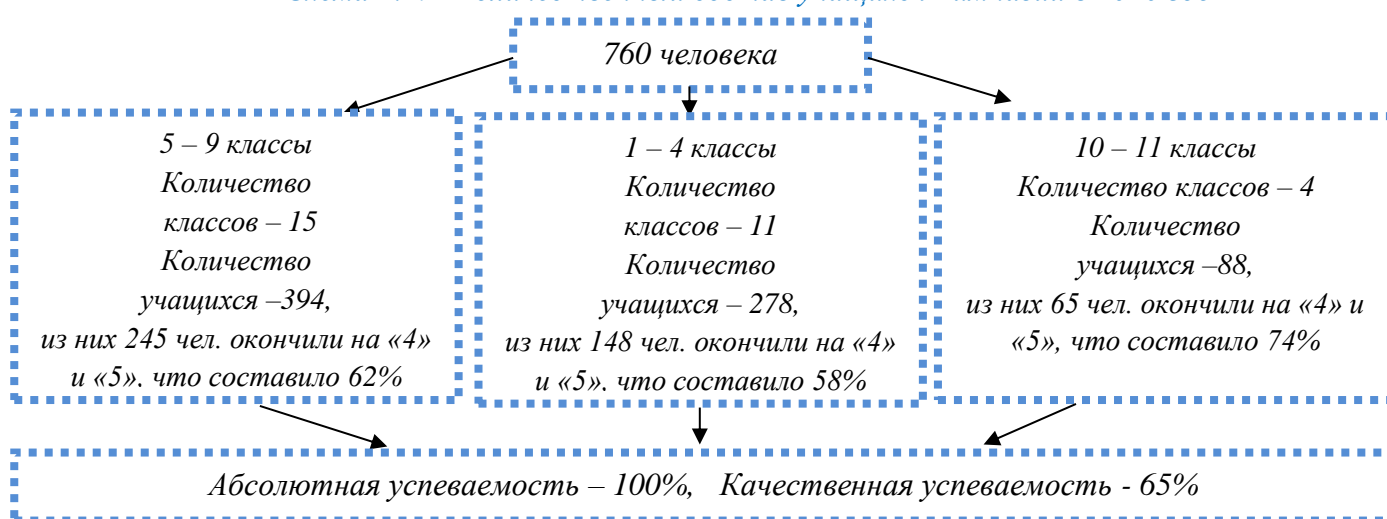 760 человека
5 – 9 классы
Количество
классов – 15
Количество
учащихся –394,
из них 245 чел. окончили на «4»
и «5». что составило 62%
1 – 4 классы
Количество
классов – 11
Количество
учащихся – 278,
из них 148 чел. окончили на «4»
и «5». что составило 58%
10 – 11 классы
Количество классов – 4
Количество
учащихся –88,
из них 65 чел. окончили на «4» и
«5», что составило 74%
Абсолютная успеваемость – 100%, Качественная успеваемость - 65%